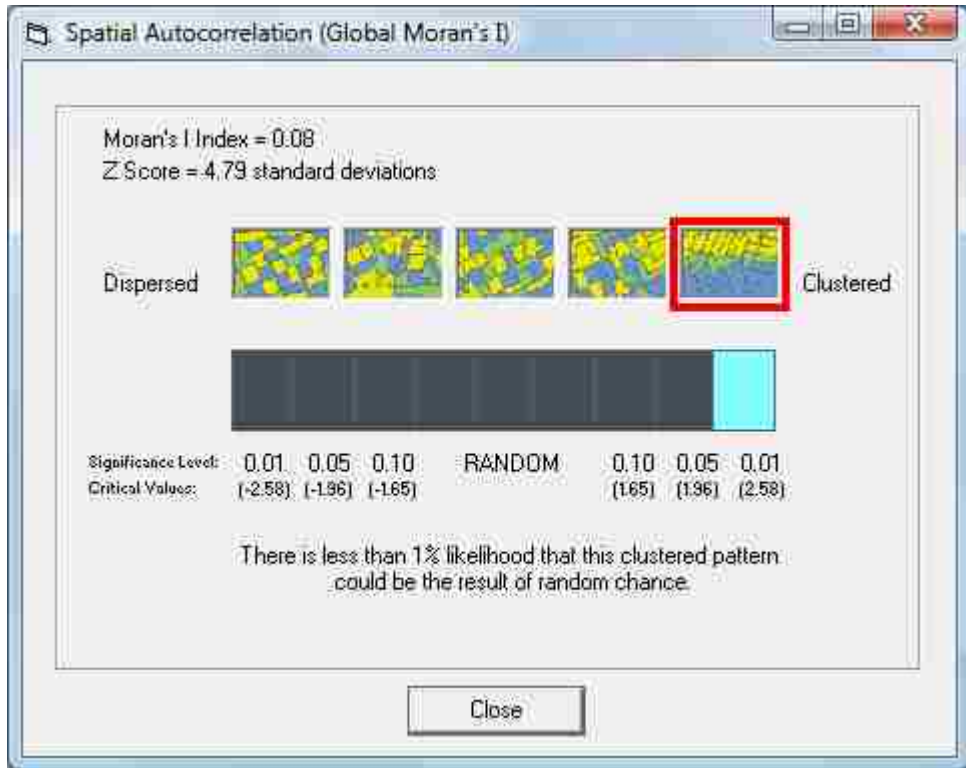 Spatial Autocorrelation (Global Moran's I)
Moran's I Index = 0.08
Z Score = 4.79 standard deviations
Dispersed
Clustered
Significance Level: 0.01 0.05 0.10 RANDOM 0.10 0.05 0.01
Critical Values: (-2.58) (-1.96) (-1.65) (1.65) (1.96) (2.58)
There is less than 1% likelihood that this clustered pattern
could be the result of random chance.
Close